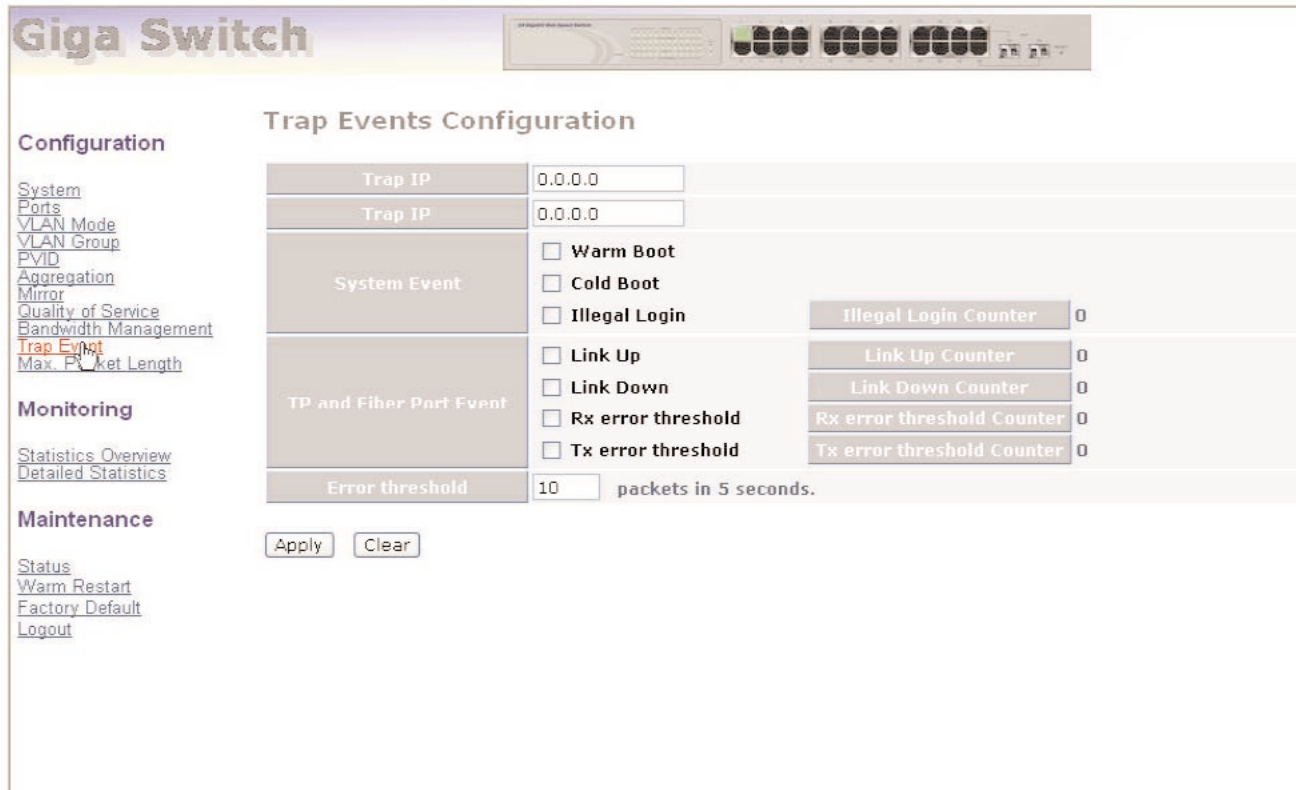 Giga Switch
Configuration
System
Ports
VLAN Mode
VLAN Group
PVID
Aggregation
Mirror
Quality of Service
Bandwidth Management
Trap Event
Max. Packet Length
Monitoring
Statistics Overview
Detailed Statistics
Maintenance
Status
Warm Restart
Factory Default
Logout
Trap Events Configuration
Trap IP 0.0.0.0
Trap IP 0.0.0.0
System Event
Warm Boot
Cold Boot
Illegal Login Illegal Login Counter 0
TP and Fiber Port Event
Link Up Link Up Counter 0
Link Down Link Down Counter 0
Rx error threshold Rx error threshold Counter 0
Tx error threshold Tx error threshold Counter 0
Error threshold 10 packets in 5 seconds.
Apply Clear